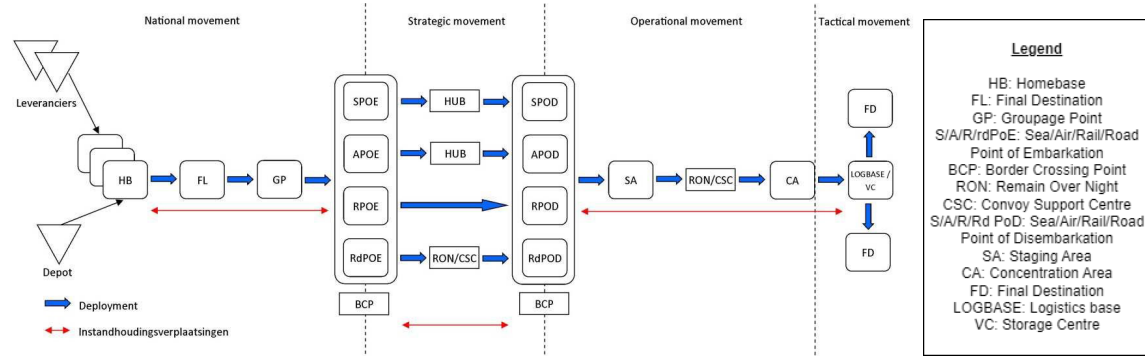 National movement
Strategic movement
Operational movement
Tactical movement
Leveranciers
HB
FL
GP
Depot
SPOE
HUB
SPOD
APOE
HUB
APOD
RPOE
RPOD
RdPOE
RON/CSC
RdPOD
BCP
BCP
SA
RON/CSC
CA
FD
LOGBASE /
VC
FD
Deployment
Instandhoudingsverplaatsingen
Legend
HB: Homebase
FL: Final Destination
GP: Groupage Point
S/A/R/rdPoE: Sea/Air/Rail/Road
Point of Embarkation
BCP: Border Crossing Point
RON: Remain Over Night
CSC: Convoy Support Centre
S/A/R/Rd PoD: Sea/Air/Rail/Road
Point of Disembarkation
SA: Staging Area
CA: Concentration Area
FD: Final Destination
LOGBASE: Logistics base
VC: Storage Centre